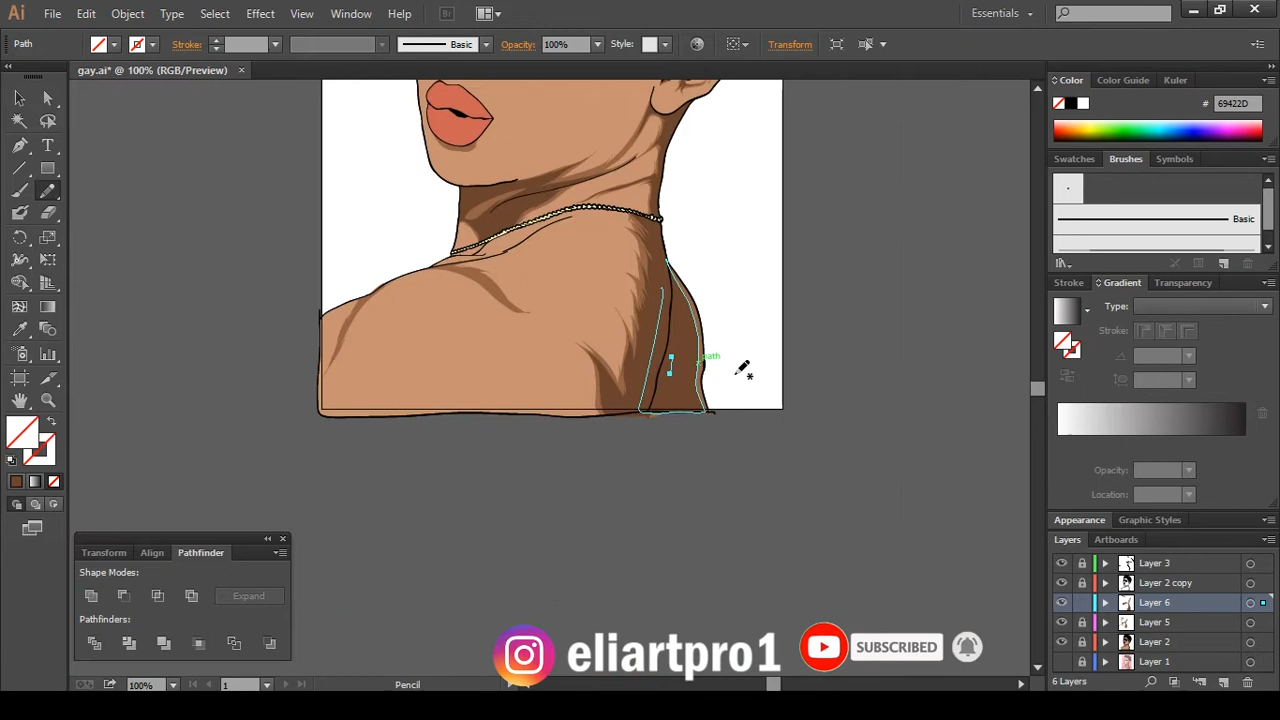 Ai File Edit Object Type Select Effect View Window Help Br Essentials
Path Stroke: Basic Opacity: 100% Style: Transform
gay.ai* @ 100% (RGB/Preview)
Color Color Guide Kuler
# 69422D
Swatches Brushes Symbols
Basic
Stroke Gradient Transparency
Type:
Stroke:
path
Opacity:
Location:
Appearance Graphic Styles
Layers Artboards
Layer 3
Layer 2 copy
Layer 6
Layer 5
Layer 2
Layer 1
6 Layers
Transform Align Pathfinder
Shape Modes:
Expand
Pathfinders:
eliartpro1 SUBSCRIBED
100% 1 Pencil